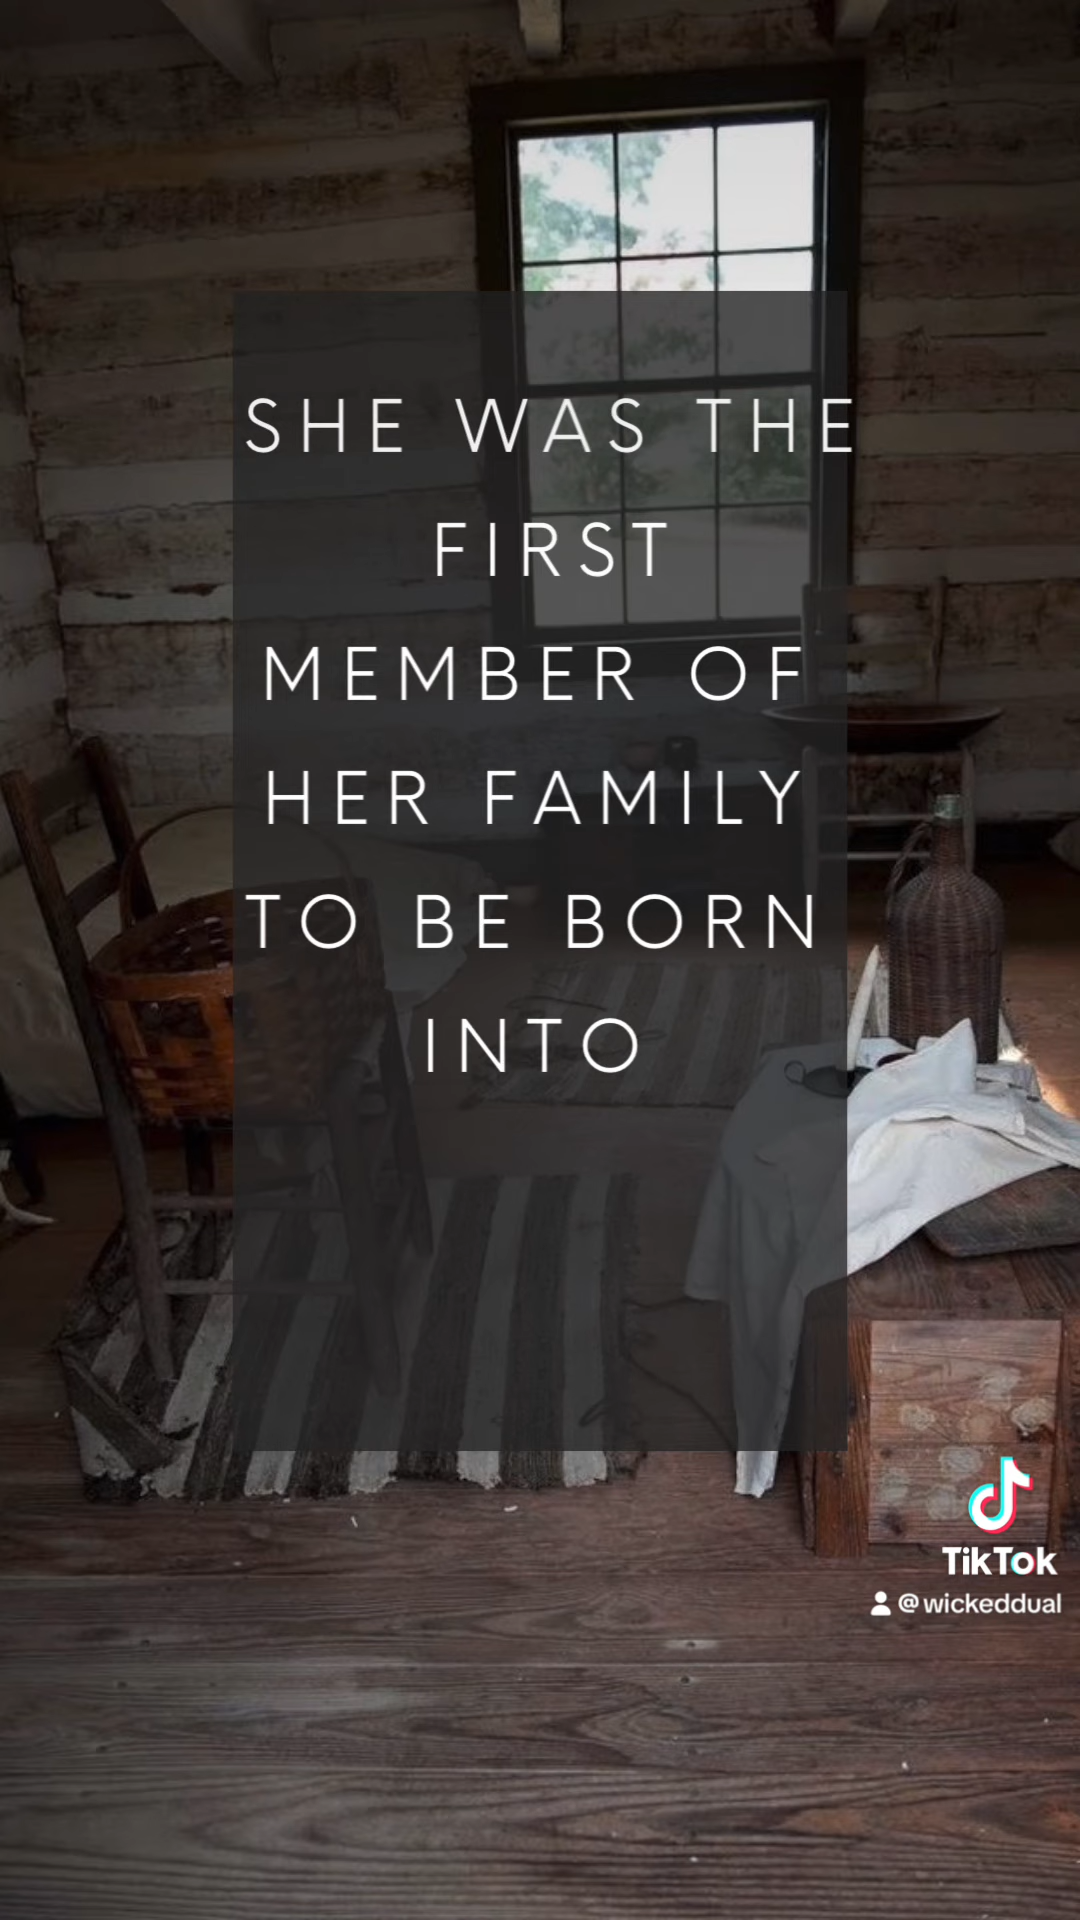 SHE WAS THE
FIRST
MEMBER OF
HER FAMILY
TO BE BORN
INTO
TikTok
@wickeddual